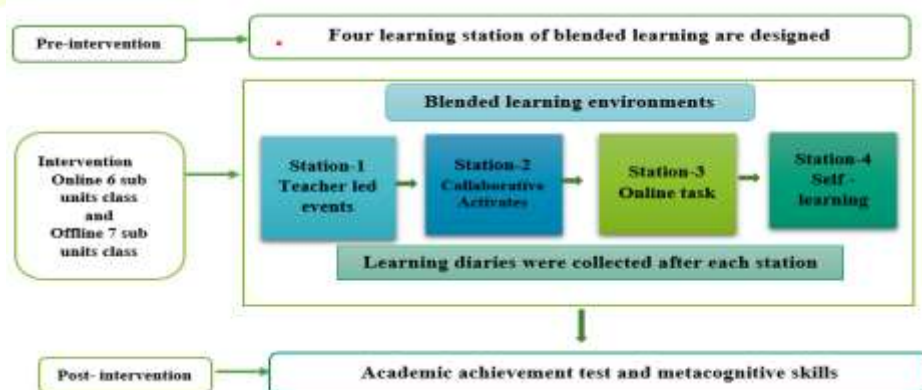 Pre-intervention
Four learning station of blended learning are designed
Blended learning environments
Intervention
Online 6 sub
units class
and
Offline 7 sub
units class
Station-1
Teacher led
events
Station-2
Collaborative
Activates
Station-3
Online task
Station-4
Self -
learning
Learning diaries were collected after each station
Post- intervention
Academic achievement test and metacognitive skills